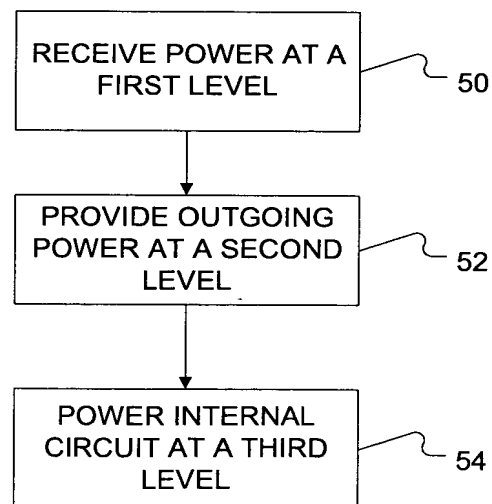 RECEIVE POWER AT A
FIRST LEVEL
50
PROVIDE OUTGOING
POWER AT A SECOND
LEVEL
52
POWER INTERNAL
CIRCUIT AT A THIRD
LEVEL
54